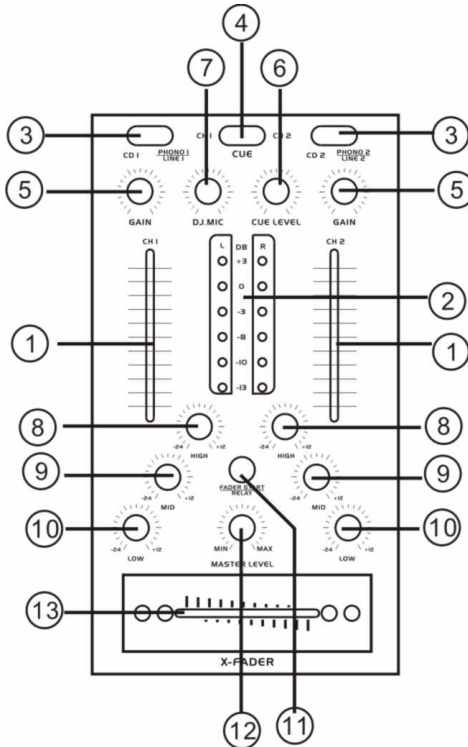 4
7 6
3 3
CH 1 CH 2
CUE
CD 1 PHONO 1 CD 2 PHONO 2
LINE 1 LINE 2
5 5
GAIN DJ.MIC CUE LEVEL GAIN
CH 1 L DB R CH 2
+3
0
2
-3
1 1
-8
-10
-13
8 8
-24 +12 -24 +12
HIGH HIGH
9 9
FADER START
RELAY
-24 +12 -24 +12
MID MID
10 10
-24 +12 MIN MAX -24 +12
LOW LOW
MASTER LEVEL
13
X-FADER
12 11